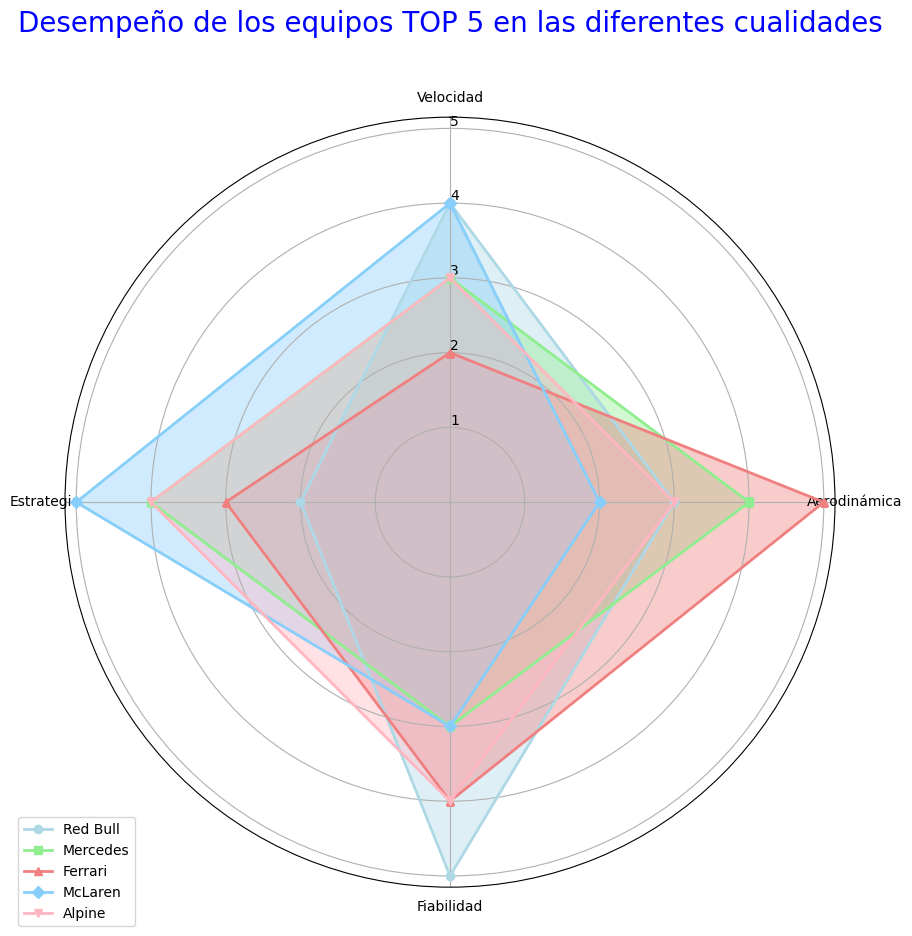 Desempeño de los equipos TOP 5 en las diferentes cualidades
Velocidad
5
4
3
2
1
Estrategi
Aerodinámica
Fiabilidad
Red Bull
Mercedes
Ferrari
McLaren
Alpine